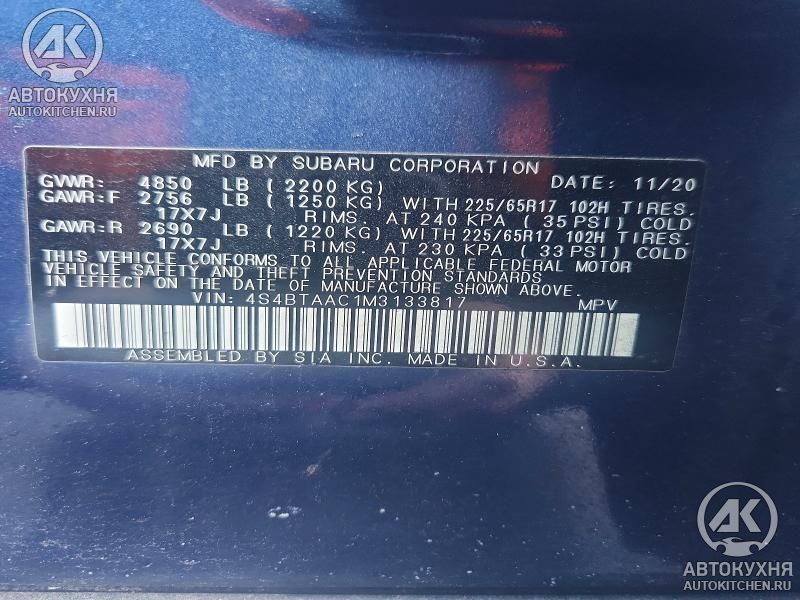 AK
АВТОКУХНЯ
AUTOKITCHEN.RU
MFD BY SUBARU CORPORATION
GVWR: 4850 LB ( 2200 KG) DATE: 11/20
GAWR:F 2756 LB ( 1250 KG) WITH 225/65R17 102H TIRES.
17X7J RIMS. AT 240 KPA ( 35 PSI) COLD
GAWR:R 2690 LB ( 1220 KG) WITH 225/65R17 102H TIRES.
17X7J RIMS. AT 230 KPA ( 33 PSI) COLD
THIS VEHICLE CONFORMS TO ALL APPLICABLE FEDERAL MOTOR
VEHICLE SAFETY AND THEFT PREVENTION STANDARDS
IN EFFECT ON THE DATE OF MANUFACTURE SHOWN ABOVE.
VIN: 4S4BTAAC1M3133817 MPV
ASSEMBLED BY SIA INC. MADE IN U.S.A.
AK
АВТОКУХНЯ
AUTOKITCHEN.RU